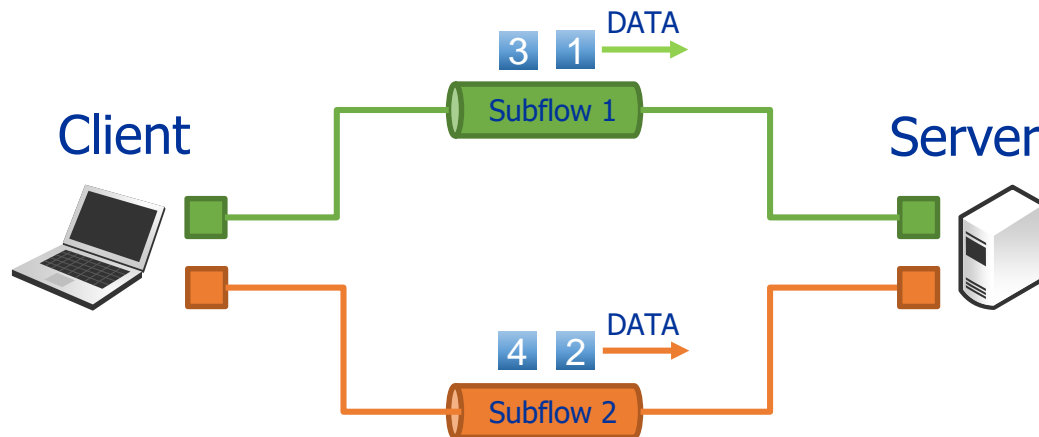 DATA
3 1
Subflow 1
Client
Server
DATA
4 2
Subflow 2